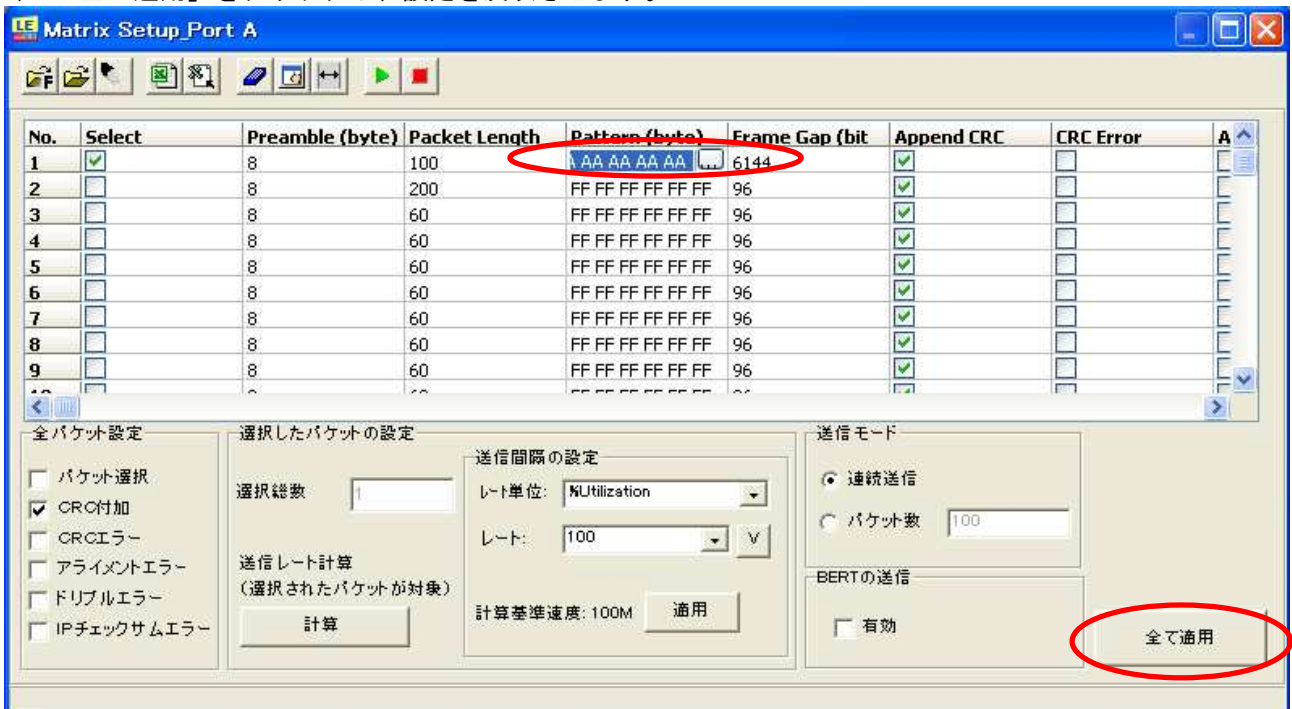 LE Matrix Setup_Port A
No. Select Preamble (byte) Packet Length Pattern (byte) Frame Gap (bit Append CRC CRC Error A
1 8 100 AA AA AA AA ... 6144
2 8 200 FF FF FF FF FF FF 96
3 8 60 FF FF FF FF FF FF 96
4 8 60 FF FF FF FF FF FF 96
5 8 60 FF FF FF FF FF FF 96
6 8 60 FF FF FF FF FF FF 96
7 8 60 FF FF FF FF FF FF 96
8 8 60 FF FF FF FF FF FF 96
9 8 60 FF FF FF FF FF FF 96
全パケット設定
パケット選択
CRC付加
CRCエラー
アライメントエラー
ドリブルエラー
IPチェックサムエラー
選択したパケットの設定
選択総数 1
送信レート計算
(選択されたパケットが対象)
計算
送信間隔の設定
レート単位: %Utilization
レート: 100 V
計算基準速度: 100M 適用
送信モード
連続送信
パケット数 100
BERTの送信
有効
全て適用